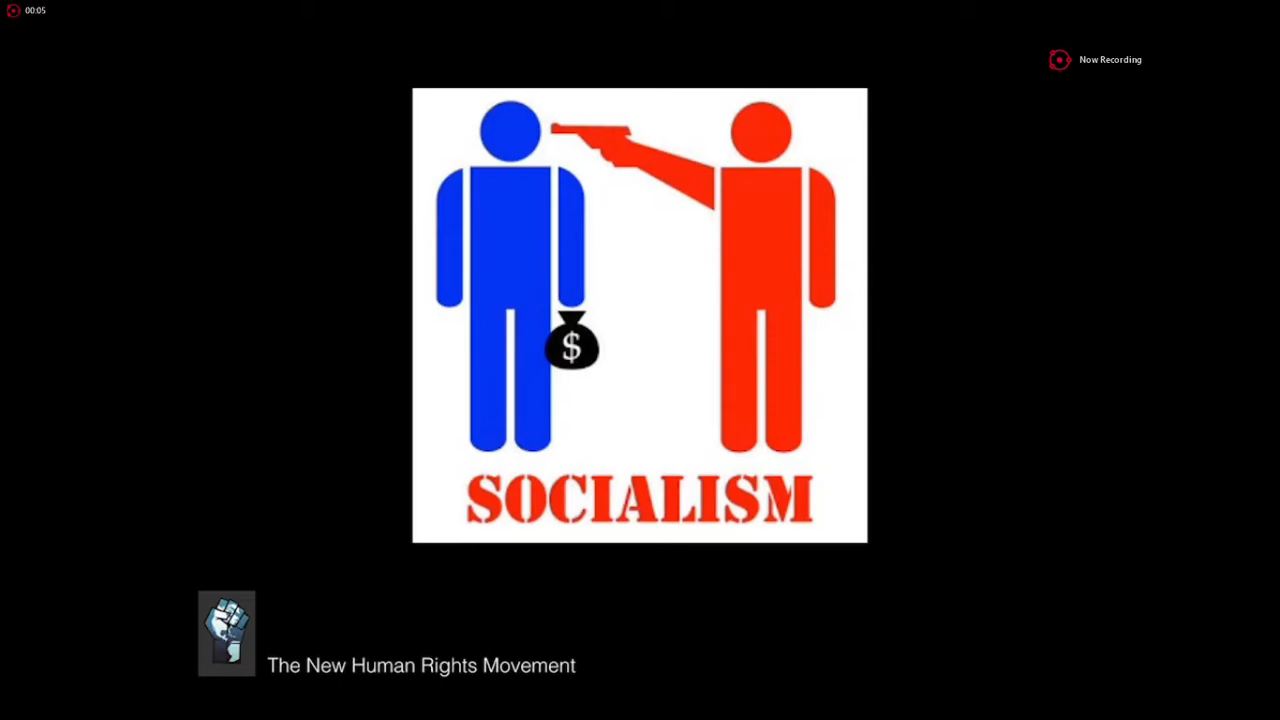 00:05
Now Recording
$
SOCIALISM
The New Human Rights Movement